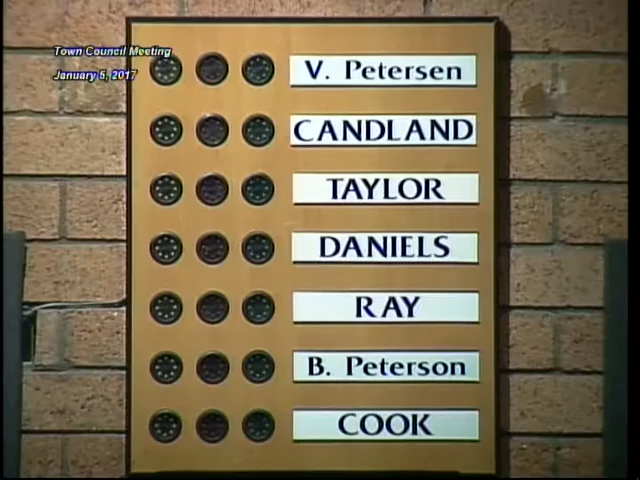 Town Council Meeting
January 5, 2017
V. Petersen
CANDLAND
TAYLOR
DANIELS
RAY
B. Peterson
COOK